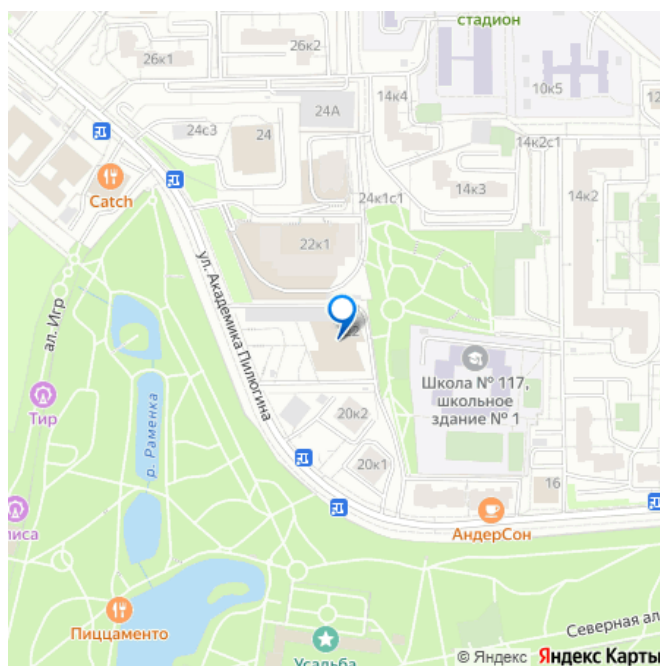 стадион
26к2
26к1
10к5
14к4
24А
24с3
24
14к2с1
14к3
24к1с1
14к2
Catch
22к1
ул. Академика Пилюгина
ал. Игр
р. Раменка
Тир
Школа № 117,
школьное
здание № 1
20к2
20к1
16
АндерСон
Пиццаменто
Северная ал
Усадьба
© Яндекс Яндекс Карты